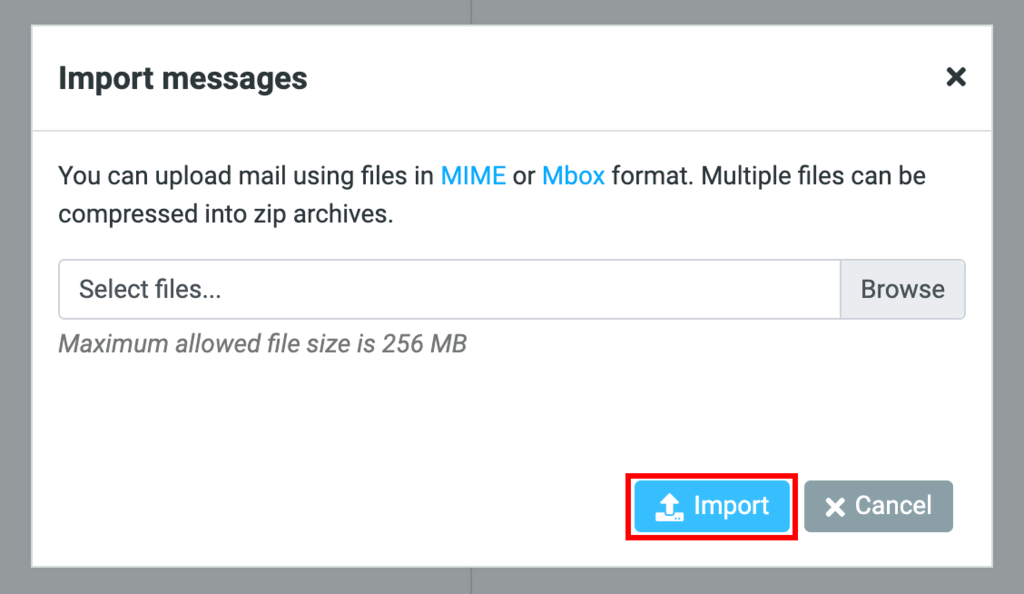 Import messages
You can upload mail using files in MIME or Mbox format. Multiple files can be
compressed into zip archives.
Select files...
Browse
Maximum allowed file size is 256 MB
Import
Cancel